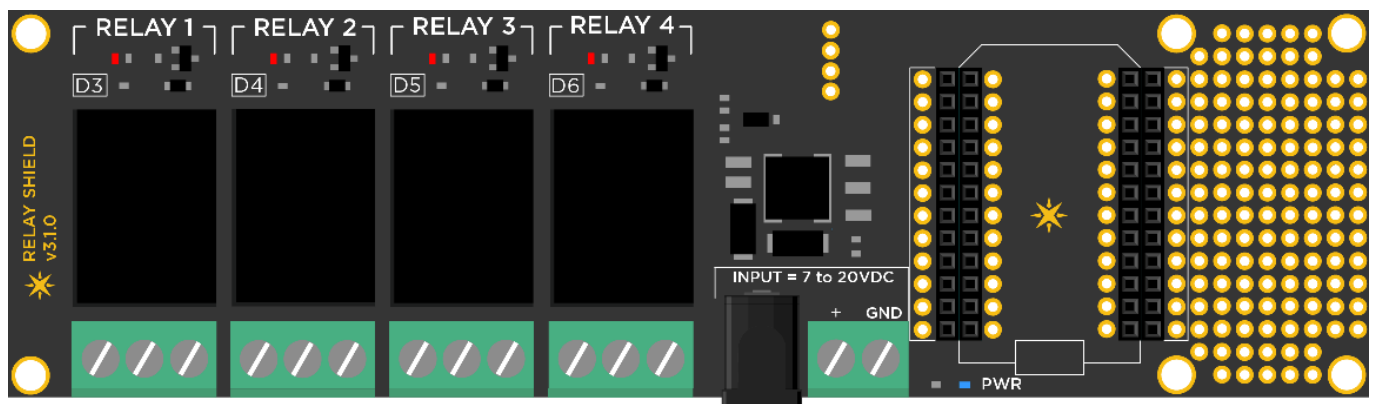 RELAY 1
RELAY 2
RELAY 3
RELAY 4
D3
D4
D5
D6
RELAY SHIELD
v3.1.0
INPUT = 7 to 20VDC
+ GND
PWR